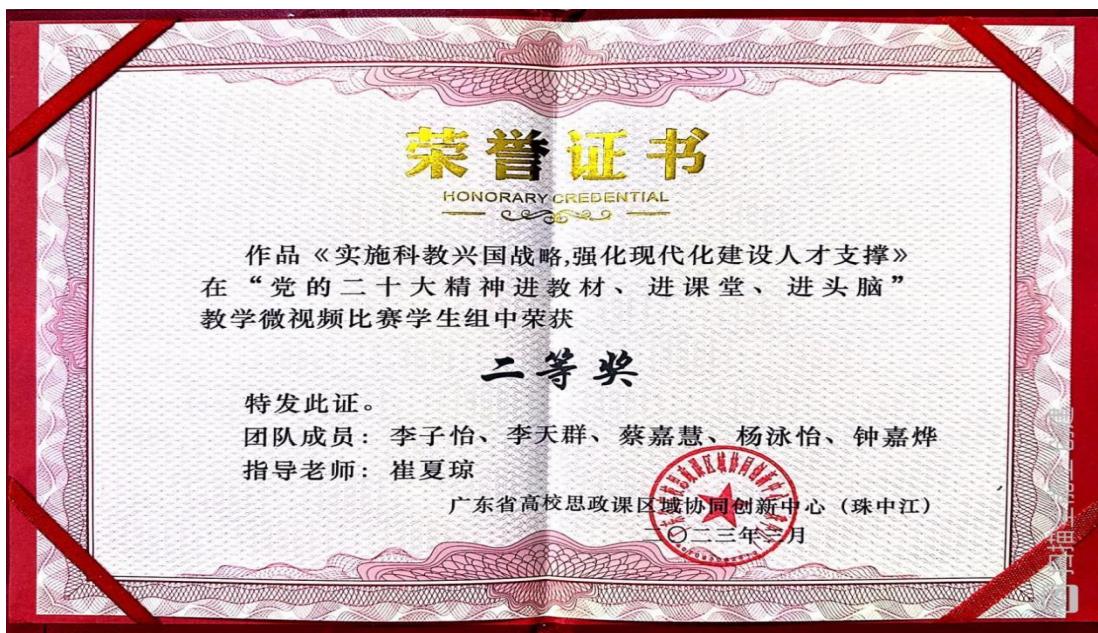 荣誉证书
HONORARY CREDENTIAL
作品《实施科教兴国战略,强化现代化建设人才支撑》
在“党的二十大精神进教材、进课堂、进头脑”
教学微视频比赛学生组中荣获
二等奖
特发此证。
团队成员：李子怡、李天群、蔡嘉慧、杨泳怡、钟嘉烨
指导老师：崔夏琼
广东省高校思政课区域协同创新中心（珠中江）
二〇二三年 月